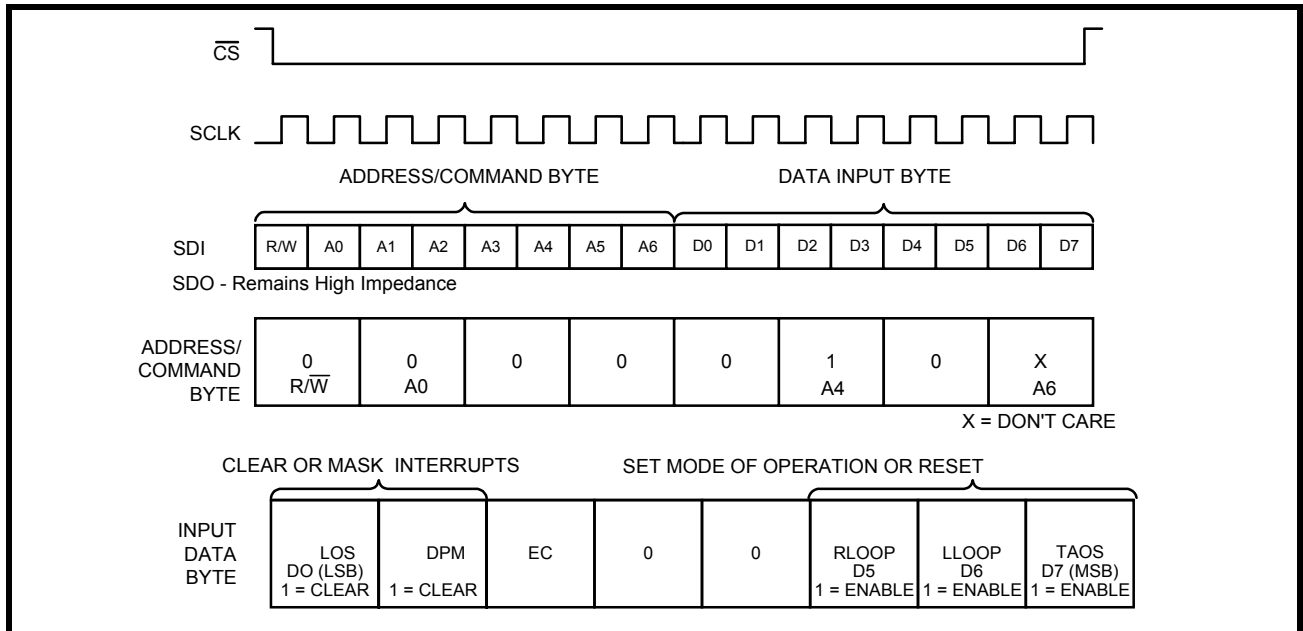 CS
SCLK
ADDRESS/COMMAND BYTE DATA INPUT BYTE
SDI R/W A0 A1 A2 A3 A4 A5 A6 D0 D1 D2 D3 D4 D5 D6 D7
SDO - Remains High Impedance
ADDRESS/
COMMAND
BYTE
0 0 0 0 0 1 0 X
R/W A0 A4 A6
X = DON'T CARE
CLEAR OR MASK INTERRUPTS SET MODE OF OPERATION OR RESET
INPUT
DATA
BYTE
LOS DPM EC 0 0 RLOOP LLOOP TAOS
DO (LSB) D5 D6 D7 (MSB)
1 = CLEAR 1 = CLEAR 1 = ENABLE 1 = ENABLE 1 = ENABLE